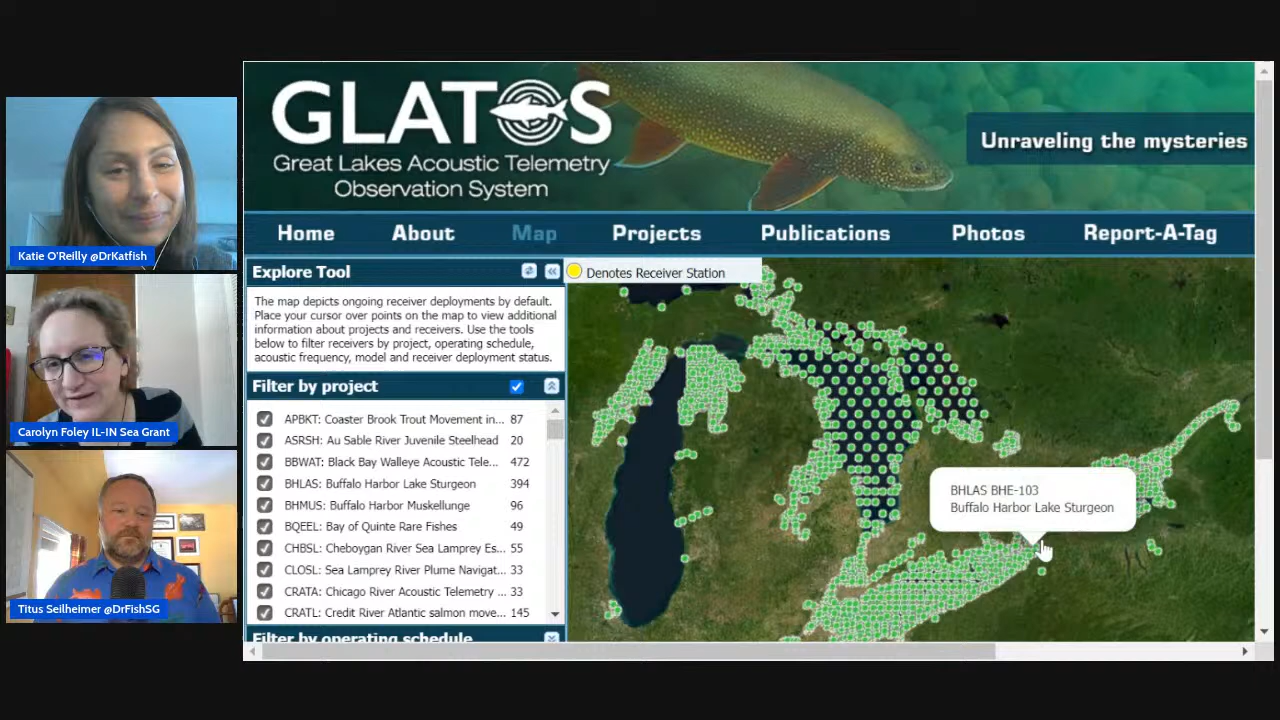 Katie O'Reilly @DrKatfish
Carolyn Foley IL-IN Sea Grant
Titus Seilheimer @DrFishSG
GLATOS
Great Lakes Acoustic Telemetry
Observation System
Unraveling the mysteries
Home About Map Projects Publications Photos Report-A-Tag
Explore Tool
Denotes Receiver Station
The map depicts ongoing receiver deployments by default.
Place your cursor over points on the map to view additional
information about projects and receivers. Use the tools
below to filter receivers by project, operating schedule,
acoustic frequency, model and receiver deployment status.
Filter by project
APBKT: Coaster Brook Trout Movement in... 87
ASRSH: Au Sable River Juvenile Steelhead 20
BBWAT: Black Bay Walleye Acoustic Tele... 472
BHLAS: Buffalo Harbor Lake Sturgeon 394
BHMUS: Buffalo Harbor Muskellunge 96
BQEEL: Bay of Quinte Rare Fishes 49
CHBSL: Cheboygan River Sea Lamprey Es... 55
CLOSL: Sea Lamprey River Plume Navigat... 33
CRATA: Chicago River Acoustic Telemetry ... 33
CRATL: Credit River Atlantic salmon move... 145
Filter by operating schedule
BHLAS BHE-103
Buffalo Harbor Lake Sturgeon